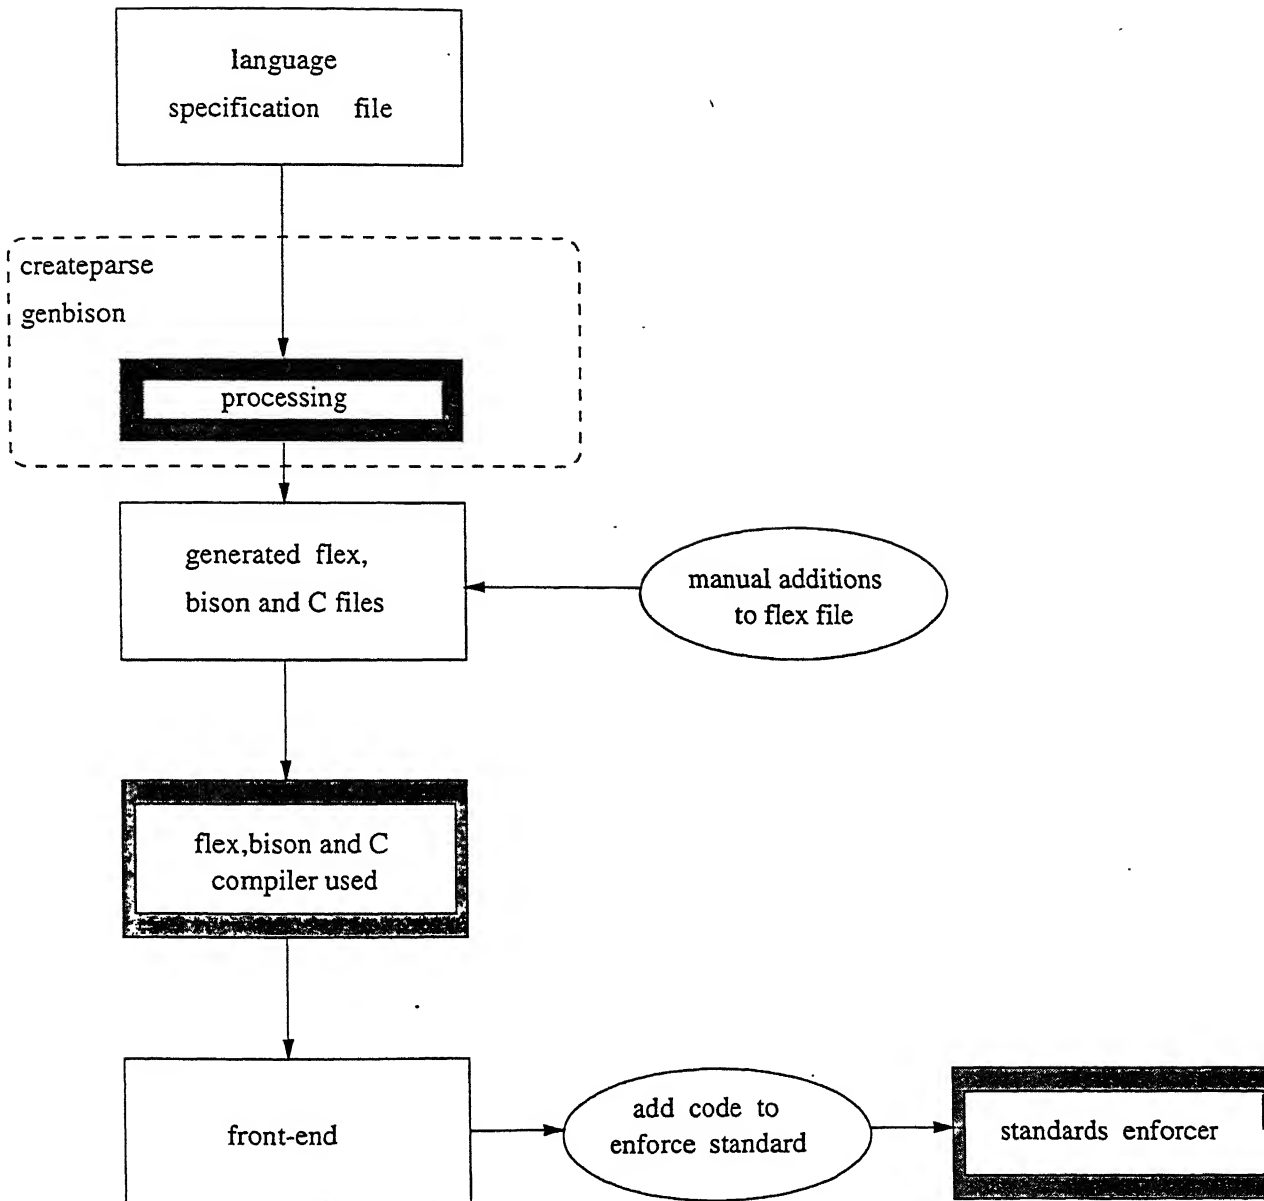 language
specification file
createparse
genbison
processing
generated flex,
bison and C files
manual additions
to flex file
flex,bison and C
compiler used
front-end
add code to
enforce standard
standards enforcer